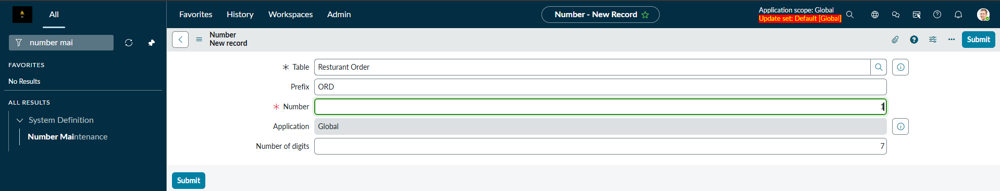 All
Favorites
History
Workspaces
Admin
Number - New Record
Application scope: Global
Update set: Default [Global]
number mai
FAVORITES
No Results
ALL RESULTS
System Definition
Number Maintenance
Number
New record
Submit
* Table
Resturant Order
Prefix
ORD
* Number
1
Application
Global
Number of digits
7
Submit